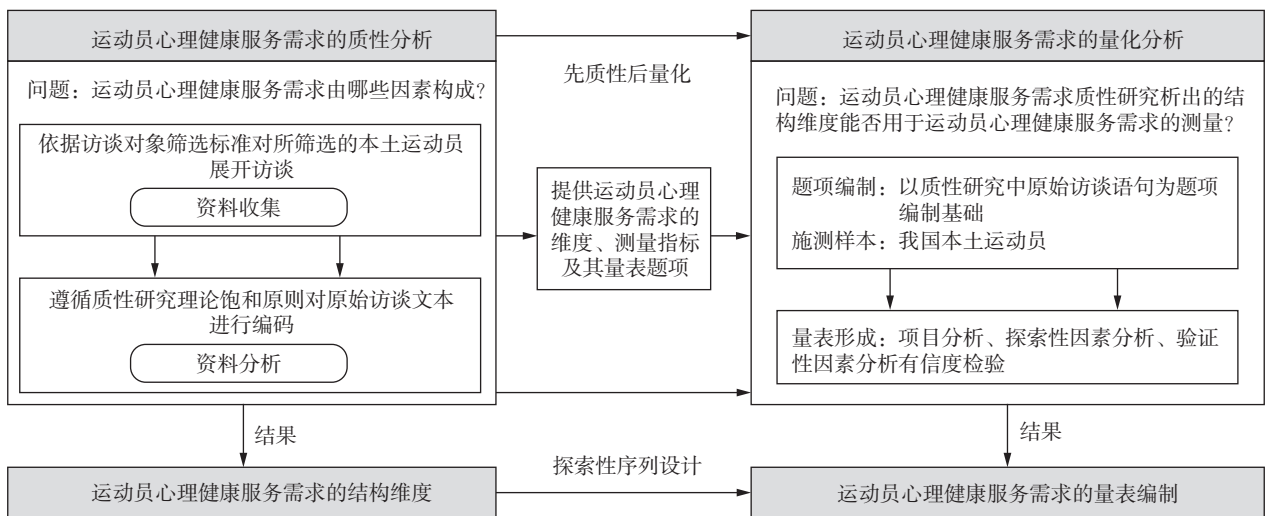 运动员心理健康服务需求的质性分析
问题：运动员心理健康服务需求由哪些因素构成？
依据访谈对象筛选标准对所筛选的本土运动员
展开访谈
资料收集
遵循质性研究理论饱和原则对原始访谈文本
进行编码
资料分析
结果
运动员心理健康服务需求的结构维度
先质性后量化
提供运动员心理
健康服务需求的
维度、测量指标
及其量表题项
探索性序列设计
运动员心理健康服务需求的量化分析
问题：运动员心理健康服务需求质性研究析出的结
构维度能否用于运动员心理健康服务需求的测量？
题项编制：以质性研究中原始访谈语句为题项
编制基础
施测样本：我国本土运动员
量表形成：项目分析、探索性因素分析、验证
性因素分析有信度检验
结果
运动员心理健康服务需求的量表编制